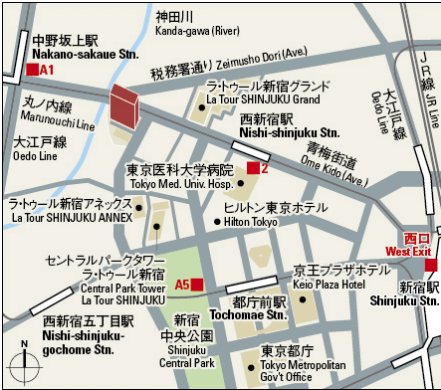 神田川
Kanda-gawa (River)
中野坂上駅
Nakano-sakaue Stn.
A1
税務署通り Zeimusho Dori (Ave.)
JR線
JR Line
大江戸線
Oedo Line
丸ノ内線
Marunouchi Line
ラ・トゥール新宿グランド
La Tour SHINJUKU Grand
西新宿駅
Nishi-shinjuku Stn.
大江戸線
Oedo Line
青梅街道
Ome Kido (Ave.)
東京医科大学病院
Tokyo Med. Univ. Hosp.
2
ラ・トゥール新宿アネックス
La Tour SHINJUKU ANNEX
ヒルトン東京ホテル
Hilton Tokyo
西口
West Exit
セントラルパークタワー
ラ・トゥール新宿
Central Park Tower
La Tour SHINJUKU
A5
京王プラザホテル
Keio Plaza Hotel
新宿駅
Shinjuku Stn.
都庁前駅
Tochomae Stn.
西新宿五丁目駅
Nishi-shinjuku-
gochome Stn.
新宿
中央公園
Shinjuku
Central Park
東京都庁
Tokyo Metropolitan
Gov't Office
N